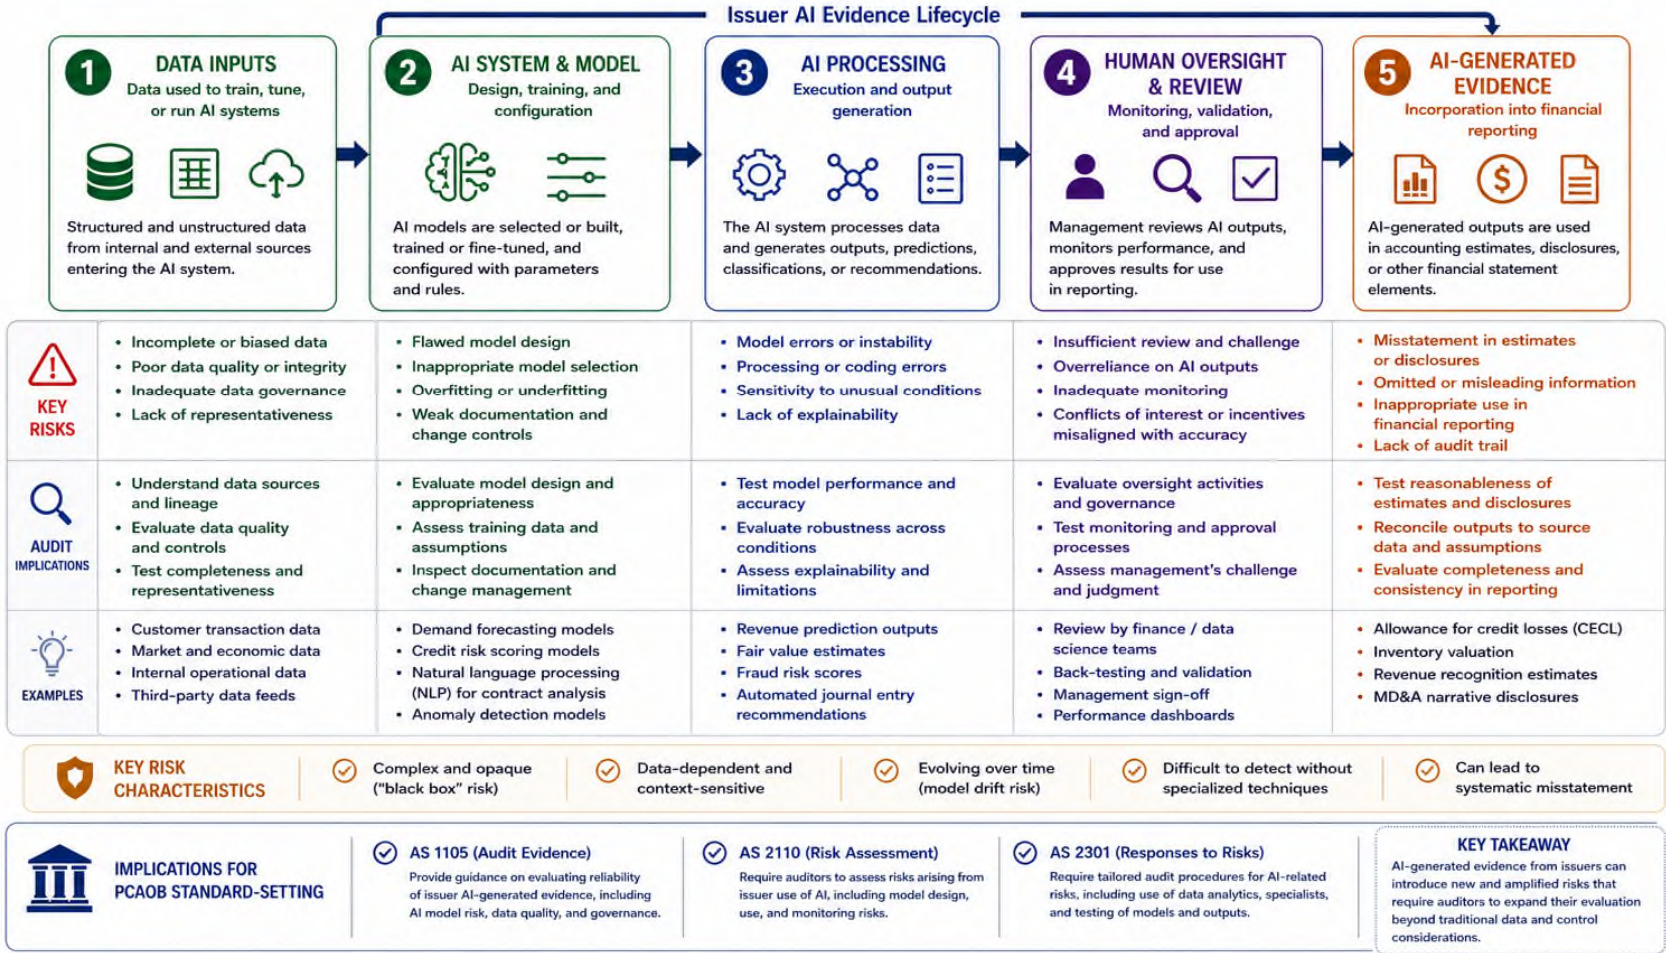 Issuer AI Evidence Lifecycle
1
DATA INPUTS
Data used to train, tune,
or run AI systems
Structured and unstructured data
from internal and external sources
entering the AI system.
2
AI SYSTEM & MODEL
Design, training, and
configuration
AI models are selected or built,
trained or fine-tuned, and
configured with parameters
and rules.
3
AI PROCESSING
Execution and output
generation
The AI system processes data
and generates outputs, predictions,
classifications, or recommendations.
4
HUMAN OVERSIGHT
& REVIEW
Monitoring, validation,
and approval
Management reviews AI outputs,
monitors performance, and
approves results for use
in reporting.
5
AI-GENERATED
EVIDENCE
Incorporation into financial
reporting
$
AI-generated outputs are used
in accounting estimates, disclosures,
or other financial statement
elements.
KEY
RISKS
• Incomplete or biased data
• Poor data quality or integrity
• Inadequate data governance
• Lack of representativeness
• Flawed model design
• Inappropriate model selection
• Overfitting or underfitting
• Weak documentation and
change controls
• Model errors or instability
• Processing or coding errors
• Sensitivity to unusual conditions
• Lack of explainability
• Insufficient review and challenge
• Overreliance on AI outputs
• Inadequate monitoring
• Conflicts of interest or incentives
misaligned with accuracy
• Misstatement in estimates
or disclosures
• Omitted or misleading information
• Inappropriate use in
financial reporting
• Lack of audit trail
AUDIT
IMPLICATIONS
• Understand data sources
and lineage
• Evaluate data quality
and controls
• Test completeness and
representativeness
• Evaluate model design and
appropriateness
• Assess training data and
assumptions
• Inspect documentation and
change management
• Test model performance and
accuracy
• Evaluate robustness across
conditions
• Assess explainability and
limitations
• Evaluate oversight activities
and governance
• Test monitoring and approval
processes
• Assess management's challenge
and judgment
• Test reasonableness of
estimates and disclosures
• Reconcile outputs to source
data and assumptions
• Evaluate completeness and
consistency in reporting
EXAMPLES
• Customer transaction data
• Market and economic data
• Internal operational data
• Third-party data feeds
• Demand forecasting models
• Credit risk scoring models
• Natural language processing
(NLP) for contract analysis
• Anomaly detection models
• Revenue prediction outputs
• Fair value estimates
• Fraud risk scores
• Automated journal entry
recommendations
• Review by finance / data
science teams
• Back-testing and validation
• Management sign-off
• Performance dashboards
• Allowance for credit losses (CECL)
• Inventory valuation
• Revenue recognition estimates
• MD&A narrative disclosures
KEY RISK
CHARACTERISTICS
Complex and opaque
("black box" risk)
Data-dependent and
context-sensitive
Evolving over time
(model drift risk)
Difficult to detect without
specialized techniques
Can lead to
systematic misstatement
IMPLICATIONS FOR
PCAOB STANDARD-SETTING
AS 1105 (Audit Evidence)
Provide guidance on evaluating reliability
of issuer AI-generated evidence, including
AI model risk, data quality, and governance.
AS 2110 (Risk Assessment)
Require auditors to assess risks arising from
issuer use of AI, including model design,
use, and monitoring risks.
AS 2301 (Responses to Risks)
Require tailored audit procedures for AI-related
risks, including use of data analytics, specialists,
and testing of models and outputs.
KEY TAKEAWAY
AI-generated evidence from issuers can
introduce new and amplified risks that
require auditors to expand their evaluation
beyond traditional data and control
considerations.